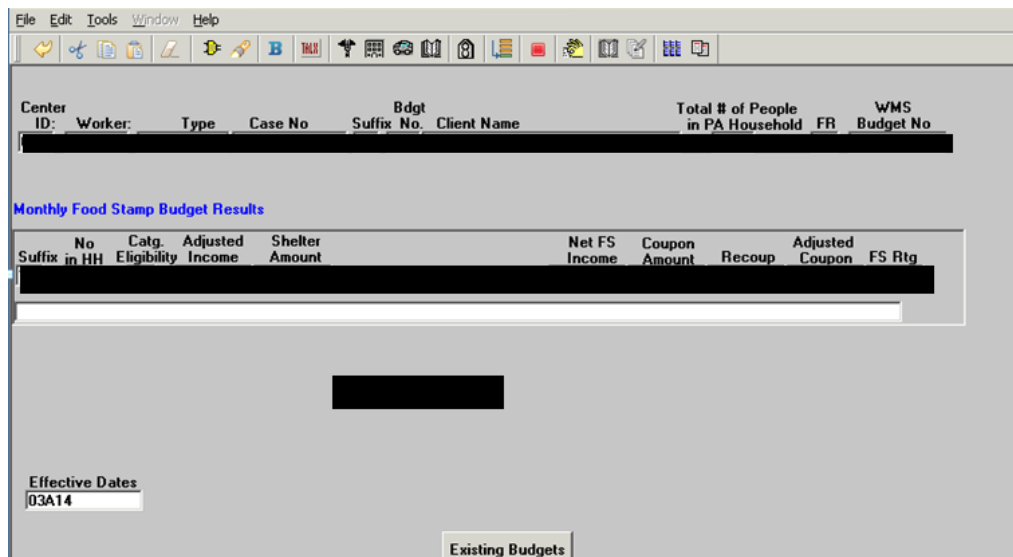 File Edit Tools Window Help
B TALX
Center Bdgt Total # of People WMS
ID: Worker: Type Case No Suffix No. Client Name in PA Household FR Budget No
Monthly Food Stamp Budget Results
No Catg. Adjusted Shelter Net FS Coupon Adjusted
Suffix in HH Eligibility Income Amount Income Amount Recoup Coupon FS Rtg
Effective Dates
03A14
Existing Budgets